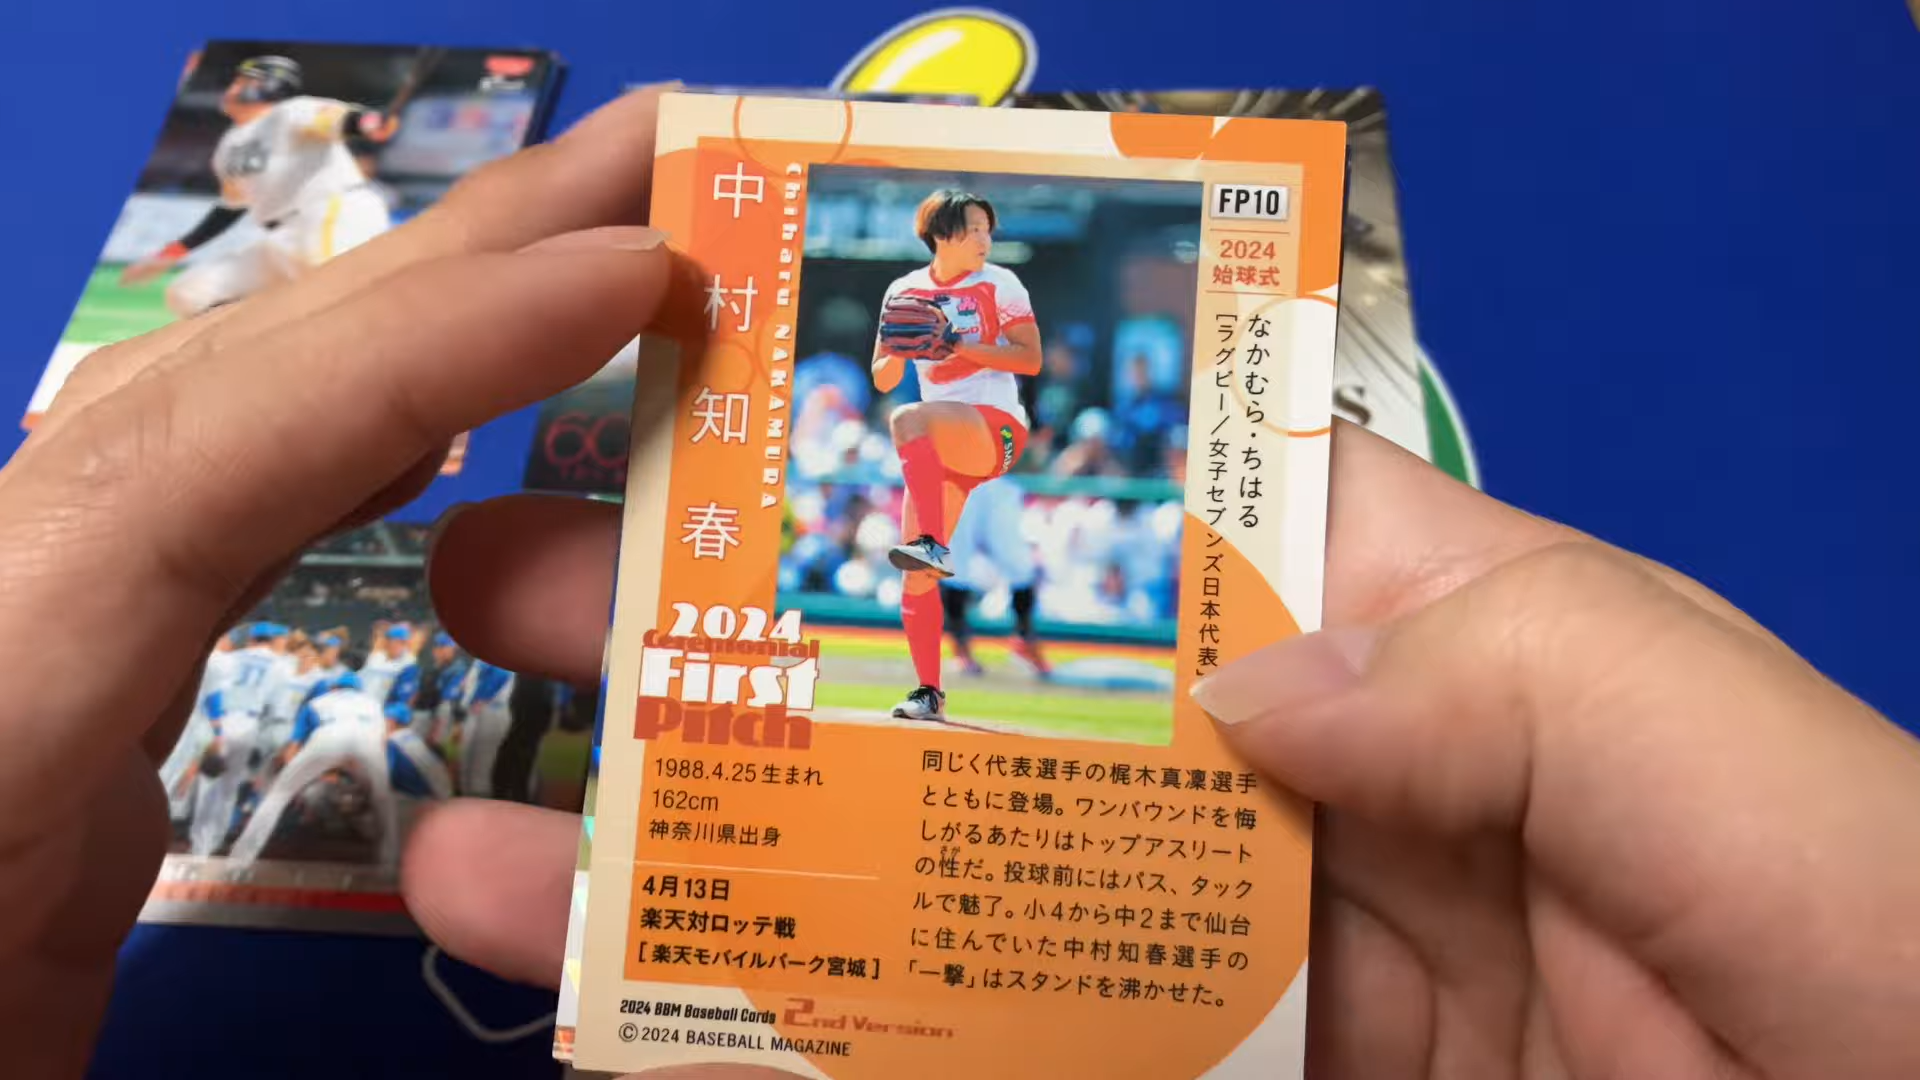 中村知春
Chiharu NAKAMURA
FP10
2024
始球式
なかむら・ちはる
[ラグビー/女子セブンズ日本代表]
2024
Ceremonial
First
Pitch
1988.4.25生まれ
162cm
神奈川県出身
4月13日
楽天対ロッテ戦
[楽天モバイルパーク宮城]
同じく代表選手の梶木真凜選手
とともに登場。ワンバウンドを悔
しがるあたりはトップアスリート
の性だ。投球前にはパス、タック
ルで魅了。小4から中2まで仙台
に住んでいた中村知春選手の
「一撃」はスタンドを沸かせた。
2024 BBM Baseball Cards 2nd Version
©2024 BASEBALL MAGAZINE
60